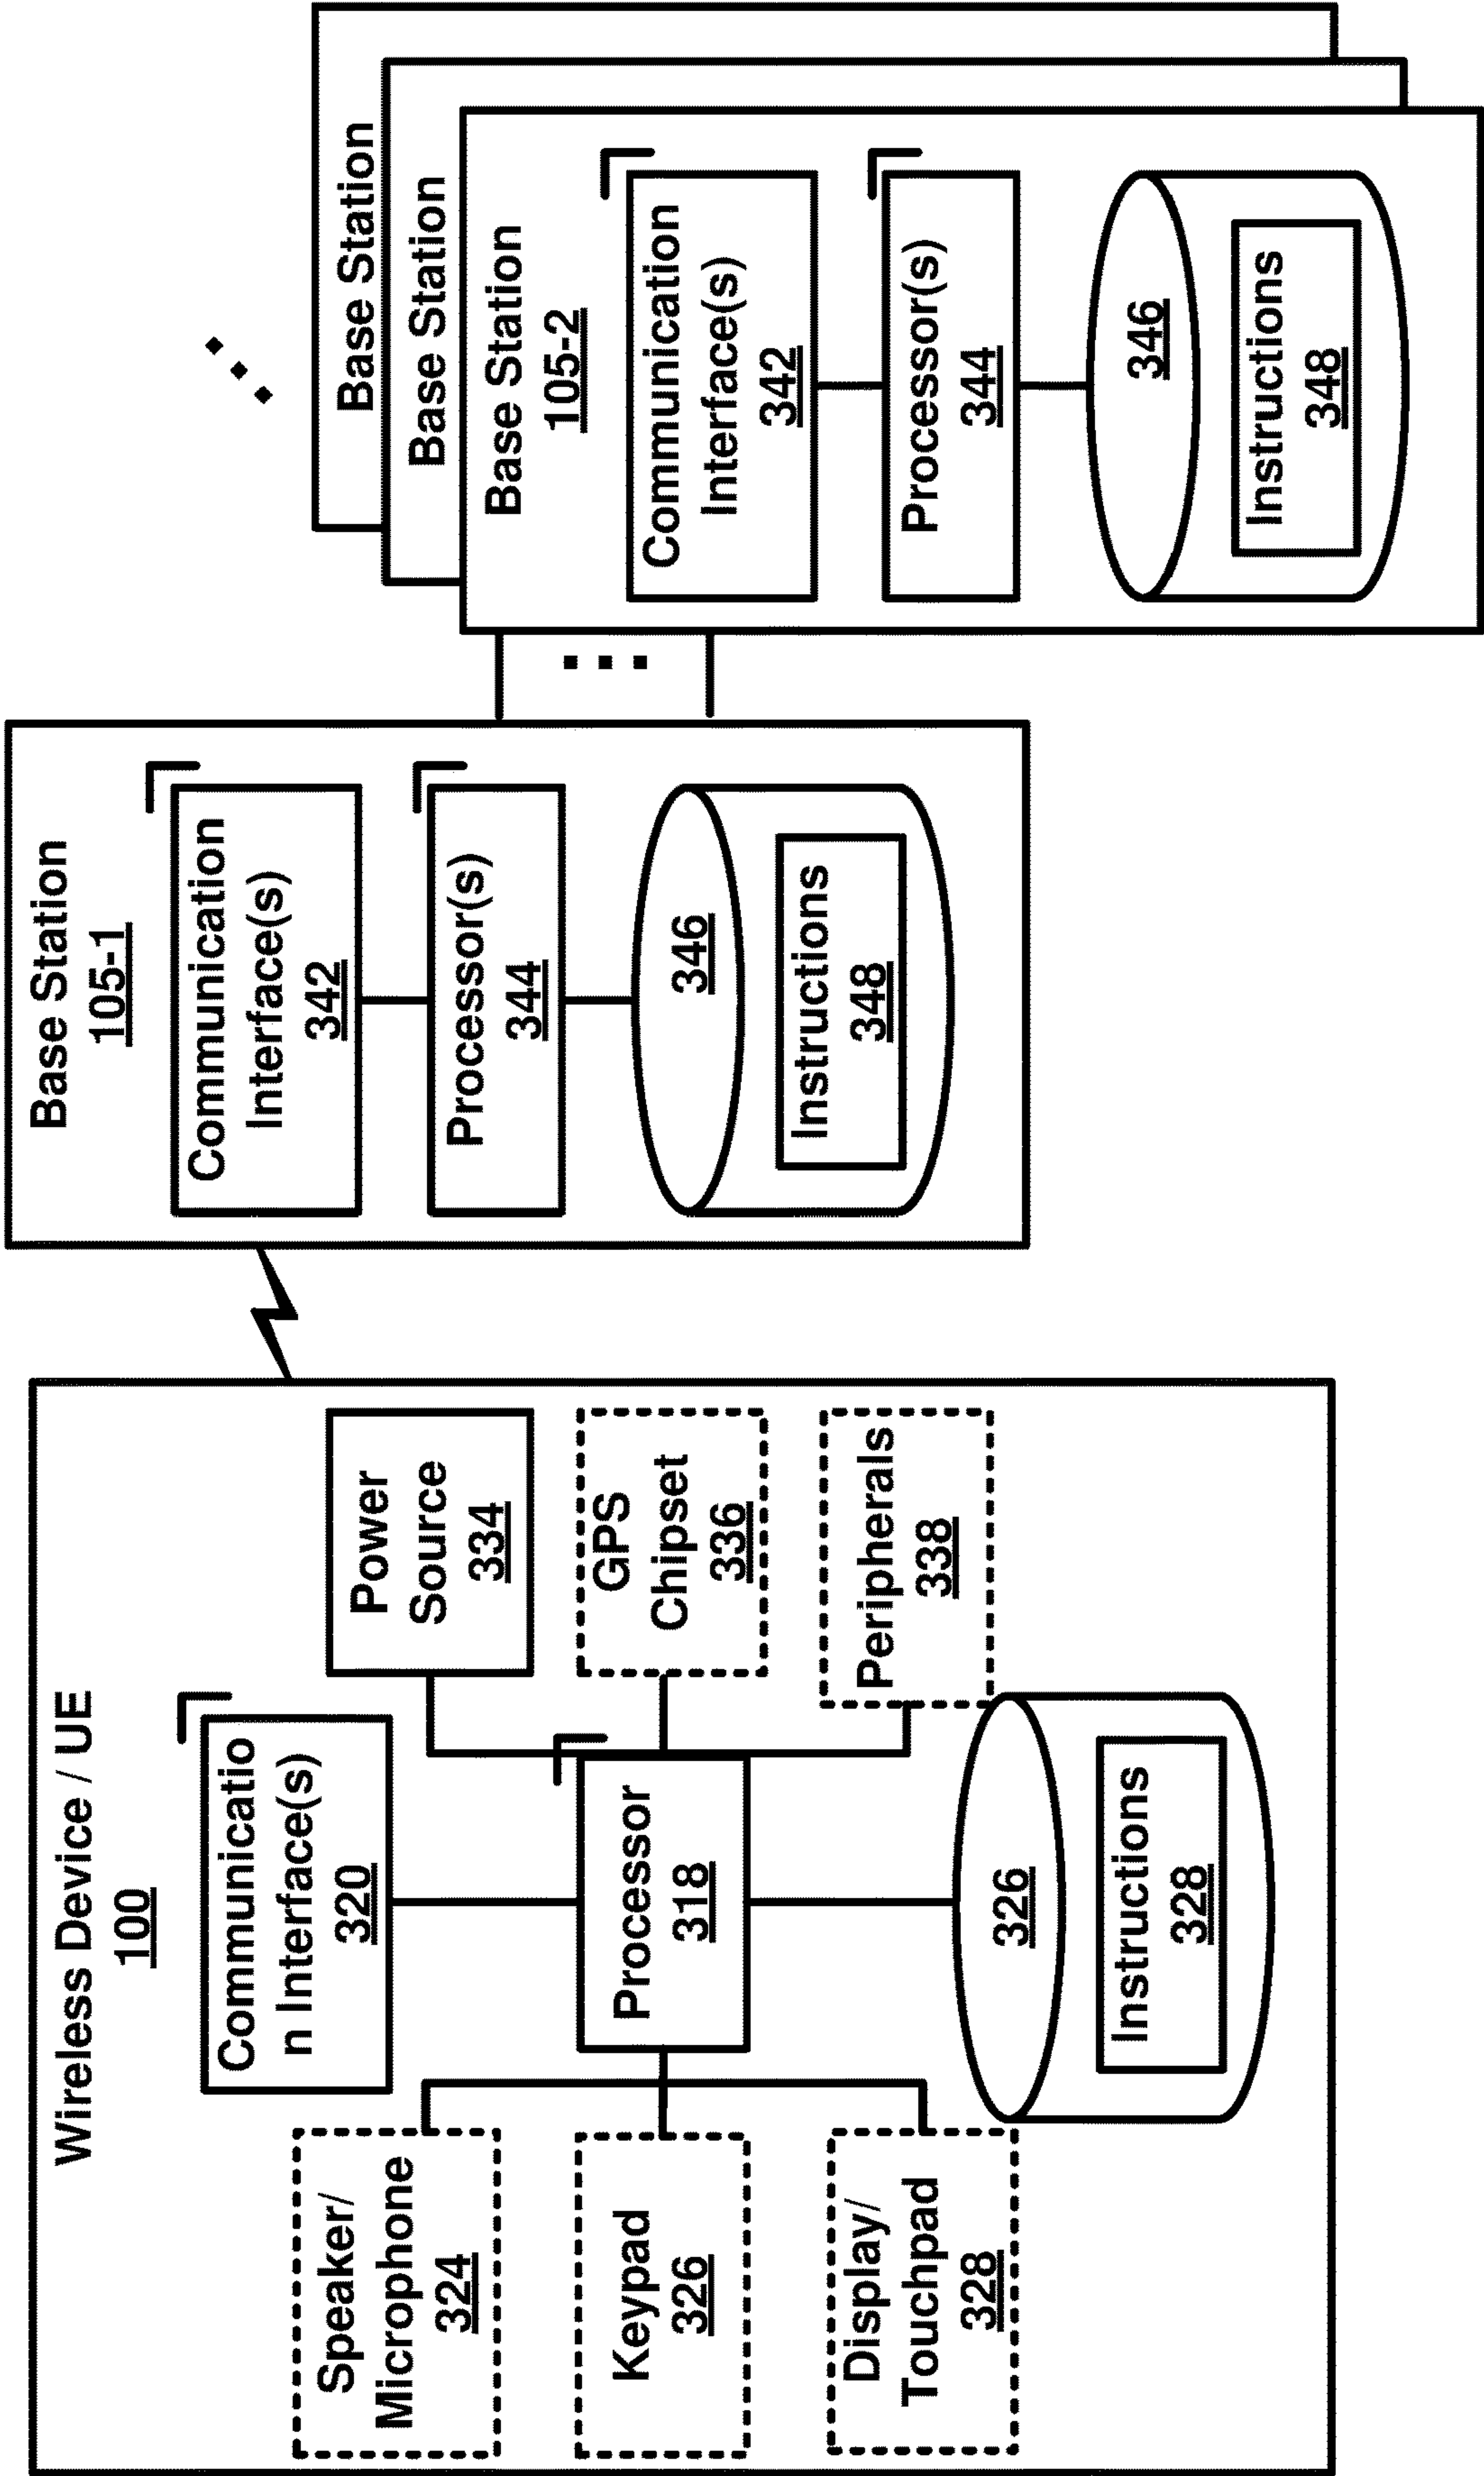 Wireless Device / UE
100
Communicatio
n Interface(s)
320
Speaker/
Microphone
324
Power
Source
334
Keypad
326
Processor
318
GPS
Chipset
336
Display/
Touchpad
328
Peripherals
338
326
Instructions
328
Base Station
105-1
Communication
Interface(s)
342
Processor(s)
344
346
Instructions
348
Base Station
Base Station
Base Station
105-2
Communication
Interface(s)
342
Processor(s)
344
346
Instructions
348